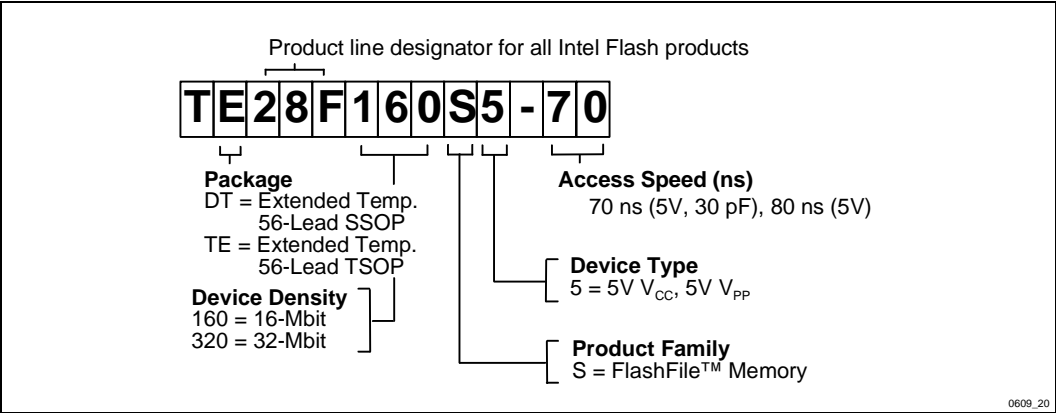 Product line designator for all Intel Flash products
TE28F160S5-70
Package
DT = Extended Temp.
56-Lead SSOP
TE = Extended Temp.
56-Lead TSOP
Device Density
160 = 16-Mbit
320 = 32-Mbit
Access Speed (ns)
70 ns (5V, 30 pF), 80 ns (5V)
Device Type
5 = 5V VCC, 5V VPP
Product Family
S = FlashFile™ Memory
0609_20